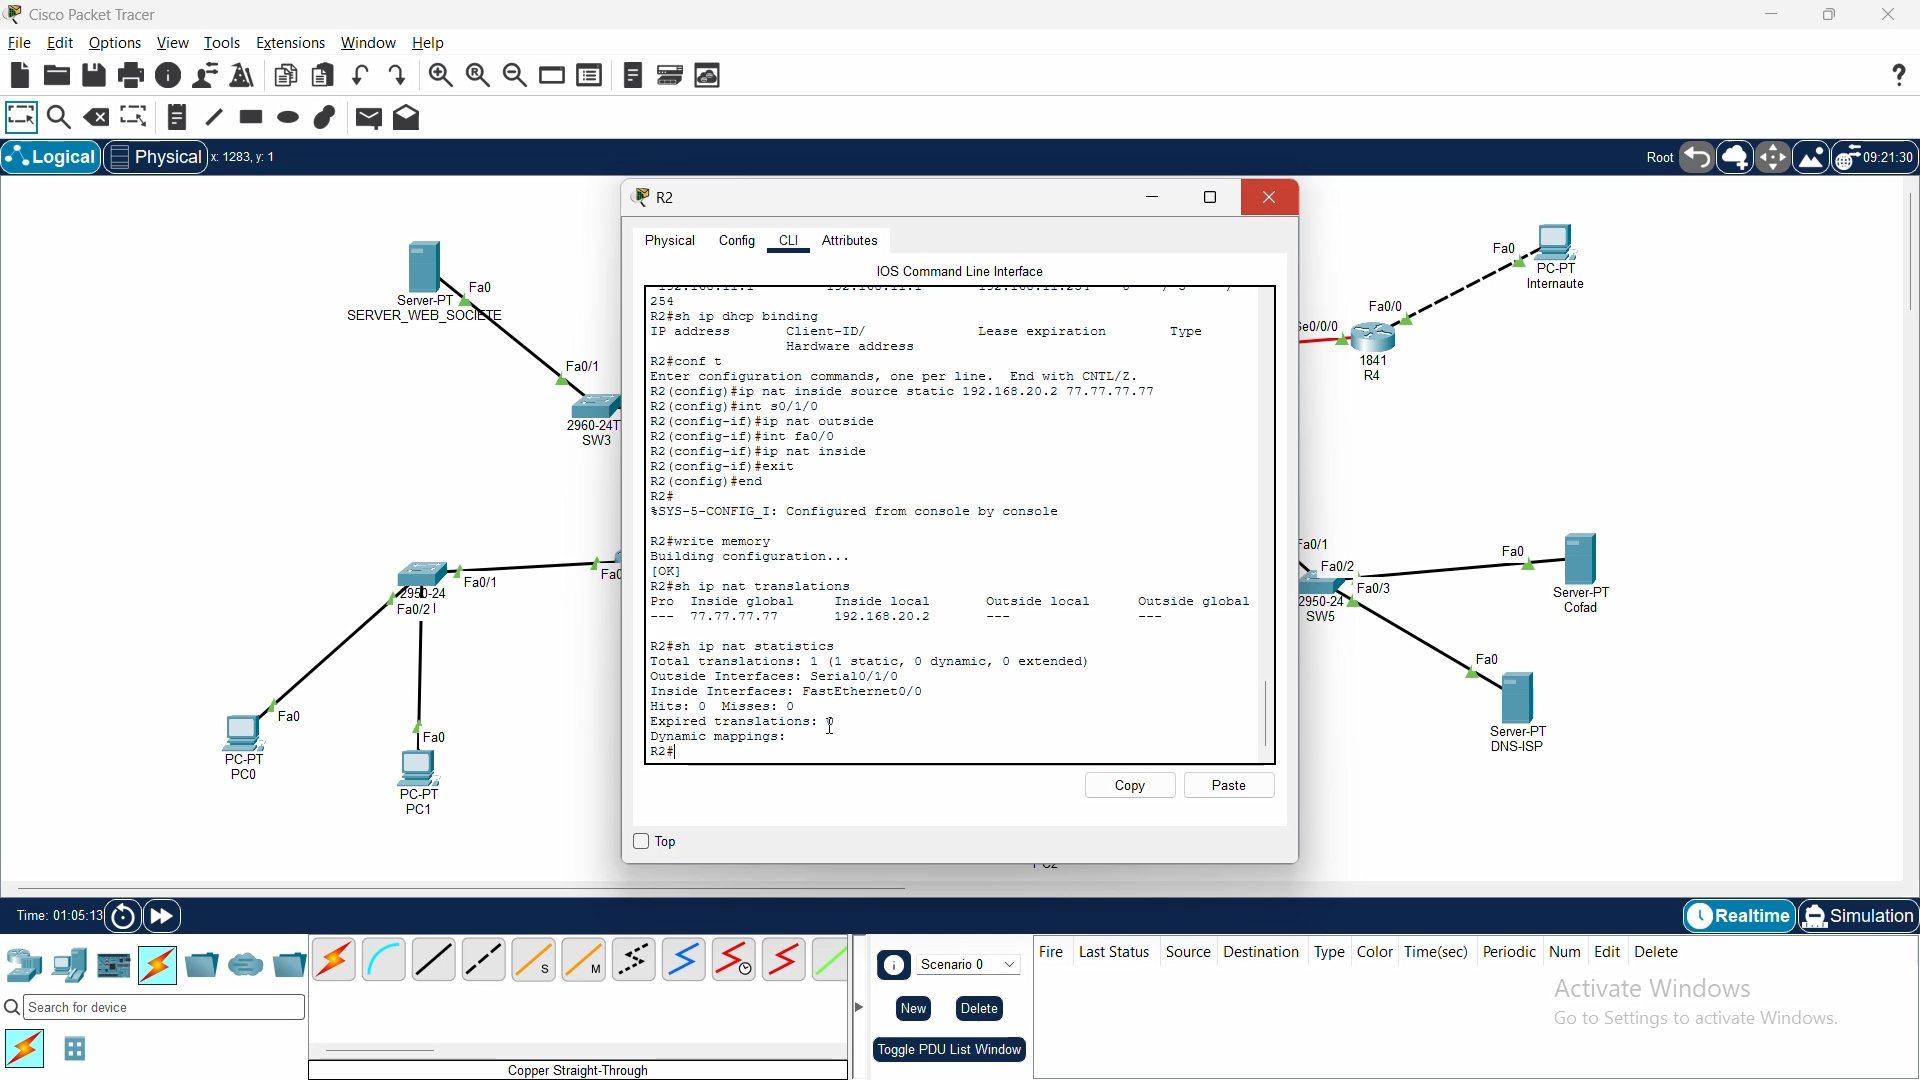 Cisco Packet Tracer
File Edit Options View Tools Extensions Window Help
Logical Physical x: 1283, y: 1
Root 09:21:30
R2
Physical Config CLI Attributes
IOS Command Line Interface
254
R2#sh ip dhcp binding
IP address Client-ID/ Lease expiration Type
Hardware address
R2#conf t
Enter configuration commands, one per line. End with CNTL/Z.
R2(config)#ip nat inside source static 192.168.20.2 77.77.77.77
R2(config)#int s0/1/0
R2(config-if)#ip nat outside
R2(config-if)#int fa0/0
R2(config-if)#ip nat inside
R2(config-if)#exit
R2(config)#end
R2#
%SYS-5-CONFIG_I: Configured from console by console
R2#write memory
Building configuration...
[OK]
R2#sh ip nat translations
Pro Inside global Inside local Outside local Outside global
--- 77.77.77.77 192.168.20.2 --- ---
R2#sh ip nat statistics
Total translations: 1 (1 static, 0 dynamic, 0 extended)
Outside Interfaces: Serial0/1/0
Inside Interfaces: FastEthernet0/0
Hits: 0 Misses: 0
Expired translations: 0
Dynamic mappings:
R2#
Copy Paste
Top
Fa0
Server-PT
SERVER_WEB_SOCIETE
Fa0/1
2960-24T
SW3
2950-24
Fa0/1
Fa0/2
Fa0
PC-PT
PC0
Fa0
PC-PT
PC1
Fa0
PC-PT
Internaute
Fa0/0
Se0/0/0
1841
R4
Fa0/1
Fa0/2
Fa0/3
2950-24
SW5
Fa0
Server-PT
Cofad
Fa0
Server-PT
DNS-ISP
Time: 01:05:13
Realtime Simulation
Search for device
S M
Copper Straight-Through
Scenario 0
New Delete
Toggle PDU List Window
Fire Last Status Source Destination Type Color Time(sec) Periodic Num Edit Delete
Activate Windows
Go to Settings to activate Windows.